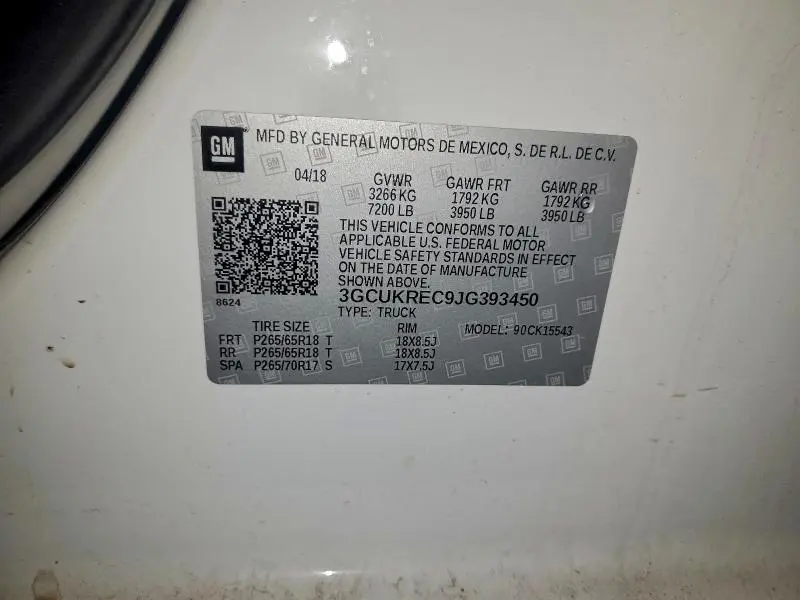 GM
MFD BY GENERAL MOTORS DE MEXICO, S. DE R.L. DE C.V.
04/18 GVWR GAWR FRT GAWR RR
3266 KG 1792 KG 1792 KG
7200 LB 3950 LB 3950 LB
THIS VEHICLE CONFORMS TO ALL
APPLICABLE U.S. FEDERAL MOTOR
VEHICLE SAFETY STANDARDS IN EFFECT
ON THE DATE OF MANUFACTURE
SHOWN ABOVE.
8624
3GCUKREC9JG393450
TYPE: TRUCK
TIRE SIZE RIM MODEL: 90CK15543
FRT P265/65R18 T 18X8.5J
RR P265/65R18 T 18X8.5J
SPA P265/70R17 S 17X7.5J